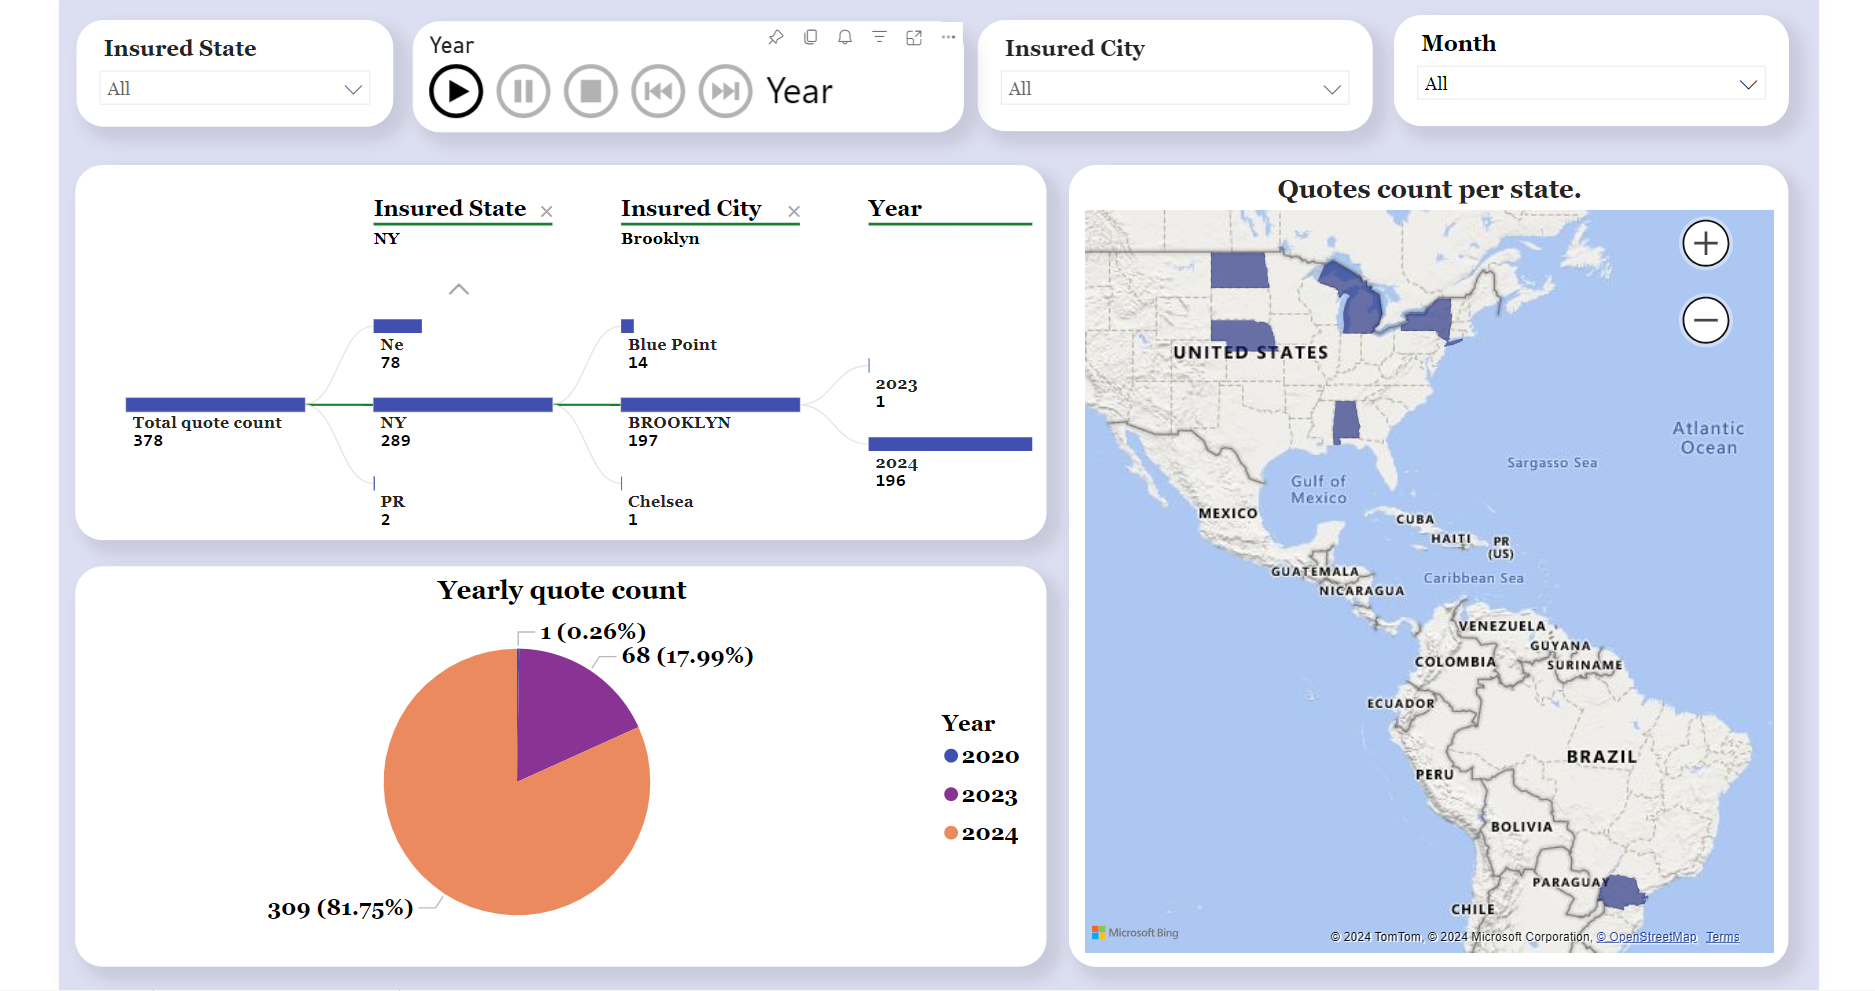 Insured State
All
Year
Year
Insured City
All
Month
All
Insured State
NY
Insured City
Brooklyn
Year
Total quote count
378
Ne
78
NY
289
PR
2
Blue Point
14
BROOKLYN
197
Chelsea
1
2023
1
2024
196
Yearly quote count
1 (0.26%)
68 (17.99%)
309 (81.75%)
Year
2020
2023
2024
Quotes count per state.
UNITED STATES
Atlantic
Ocean
Sargasso Sea
Gulf of
Mexico
MEXICO
CUBA
HAITI
PR
(US)
GUATEMALA
Caribbean Sea
NICARAGUA
VENEZUELA
GUYANA
COLOMBIA
SURINAME
ECUADOR
BRAZIL
PERU
BOLIVIA
PARAGUAY
CHILE
Microsoft Bing
© 2024 TomTom, © 2024 Microsoft Corporation, © OpenStreetMap Terms